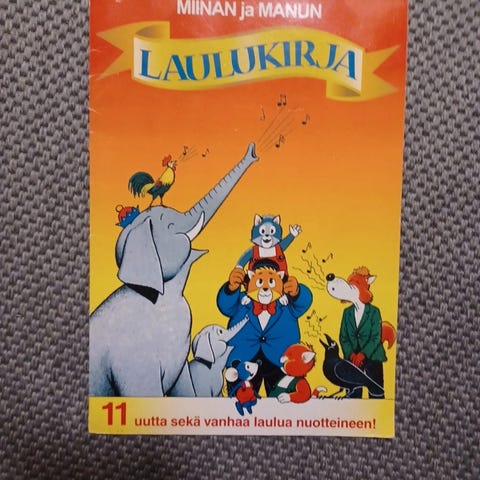 MIINAN ja MANUN
LAULUKIRJA
11 uutta sekä vanhaa laulua nuotteineen!